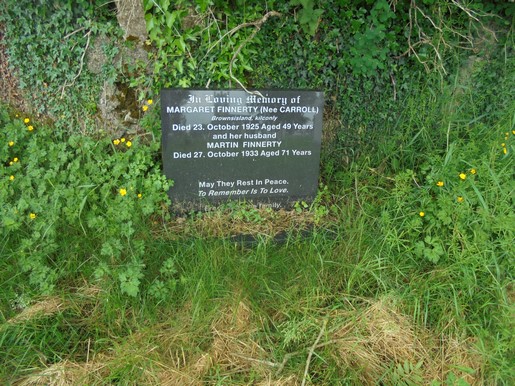 In Loving Memory of
MARGARET FINNERTY (Nee CARROLL)
Brownsisland, kilconly
Died 23. October 1925 Aged 49 Years
and her husband
MARTIN FINNERTY
Died 27. October 1933 Aged 71 Years
May They Rest In Peace.
To Remember Is To Love.